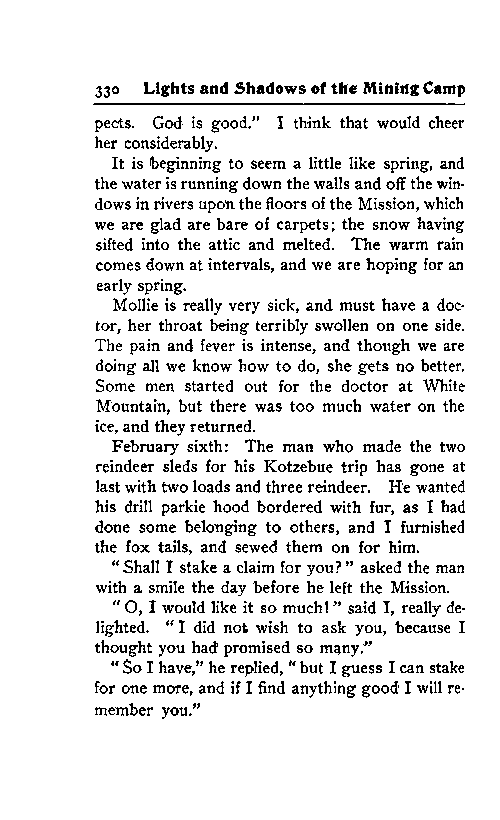 330 Lights and Shadows of the Mining Camp
pects. God is good." I think that would cheer
her considerably.
It is beginning to seem a little like spring, and
the water is running down the walls and off the win-
dows in rivers upon the floors of the Mission, which
we are glad are bare of carpets; the snow having
sifted into the attic and melted. The warm rain
comes down at intervals, and we are hoping for an
early spring.
Mollie is really very sick, and must have a doc-
tor, her throat being terribly swollen on one side.
The pain and fever is intense, and though we are
doing all we know how to do, she gets no better.
Some men started out for the doctor at White
Mountain, but there was too much water on the
ice, and they returned.
February sixth: The man who made the two
reindeer sleds for his Kotzebue trip has gone at
last with two loads and three reindeer. He wanted
his drill parkie hood bordered with fur, as I had
done some belonging to others, and I furnished
the fox tails, and sewed them on for him.
"Shall I stake a claim for you?" asked the man
with a smile the day before he left the Mission.
"O, I would like it so much!" said I, really de-
lighted. "I did not wish to ask you, because I
thought you had promised so many."
"So I have," he replied, "but I guess I can stake
for one more, and if I find anything good I will re-
member you."